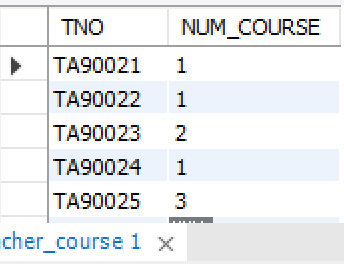 TNO NUM_COURSE
TA90021 1
TA90022 1
TA90023 2
TA90024 1
TA90025 3
cher_course 1 ×